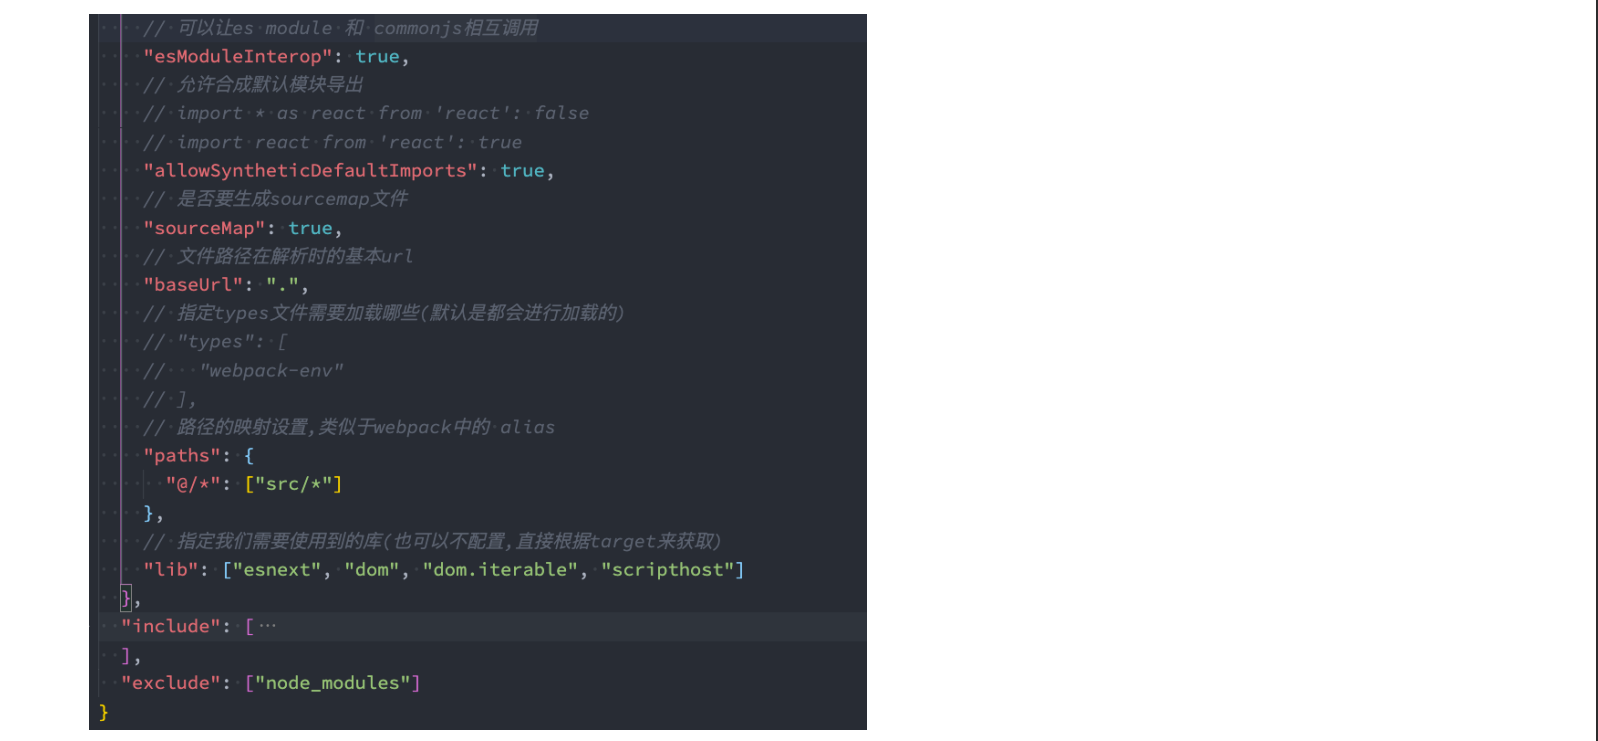 // 可以让es module 和 commonjs相互调用
"esModuleInterop": true,
// 允许合成默认模块导出
// import * as react from 'react': false
// import react from 'react': true
"allowSyntheticDefaultImports": true,
// 是否要生成sourcemap文件
"sourceMap": true,
// 文件路径在解析时的基本url
"baseUrl": ".",
// 指定types文件需要加载哪些(默认是都会进行加载的)
// "types": [
//   "webpack-env"
// ],
// 路径的映射设置,类似于webpack中的 alias
"paths": {
"@/*": ["src/*"]
},
// 指定我们需要使用到的库(也可以不配置,直接根据target来获取)
"lib": ["esnext", "dom", "dom.iterable", "scripthost"]
},
"include": […
],
"exclude": ["node_modules"]
}